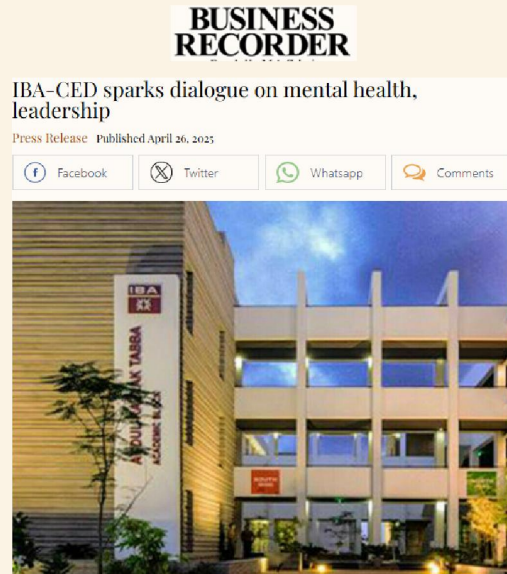 BUSINESS
RECORDER
IBA-CED sparks dialogue on mental health,
leadership
Press Release Published April 26, 2025
Facebook
Twitter
Whatsapp
Comments
IBA
TABBA
ACADEMIC BLOCK
SOUTH